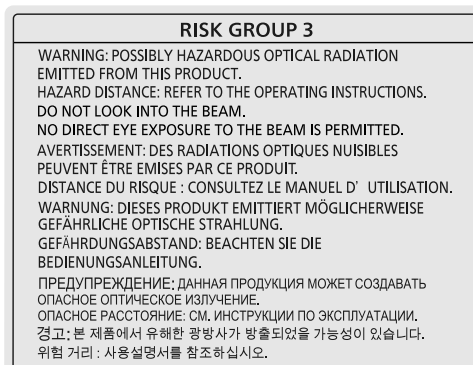 RISK GROUP 3
WARNING: POSSIBLY HAZARDOUS OPTICAL RADIATION
EMITTED FROM THIS PRODUCT.
HAZARD DISTANCE: REFER TO THE OPERATING INSTRUCTIONS.
DO NOT LOOK INTO THE BEAM.
NO DIRECT EYE EXPOSURE TO THE BEAM IS PERMITTED.
AVERTISSEMENT: DES RADIATIONS OPTIQUES NUISIBLES
PEUVENT ÊTRE EMISES PAR CE PRODUIT.
DISTANCE DU RISQUE : CONSULTEZ LE MANUEL D' UTILISATION.
WARNUNG: DIESES PRODUKT EMITTIERT MÖGLICHERWEISE
GEFÄHRLICHE OPTISCHE STRAHLUNG.
GEFÄHRDUNGSABSTAND: BEACHTEN SIE DIE
BEDIENUNGSANLEITUNG.
ПРЕДУПРЕЖДЕНИЕ: ДАННАЯ ПРОДУКЦИЯ МОЖЕТ СОЗДАВАТЬ
ОПАСНОЕ ОПТИЧЕСКОЕ ИЗЛУЧЕНИЕ.
ОПАСНОЕ РАССТОЯНИЕ: СМ. ИНСТРУКЦИИ ПО ЭКСПЛУАТАЦИИ.
경고: 본 제품에서 유해한 광방사가 방출되었을 가능성이 있습니다.
위험 거리 : 사용설명서를 참조하십시오.